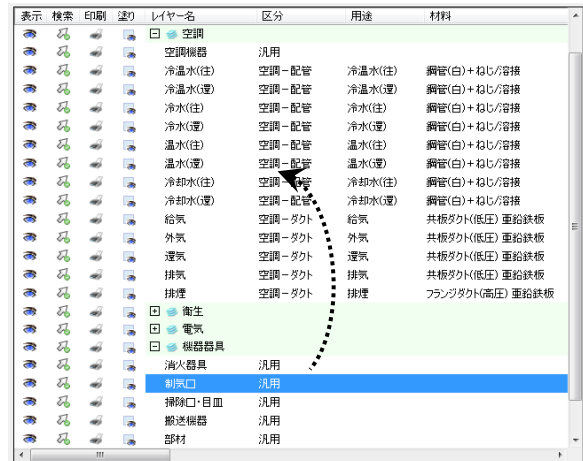 表示 検索 印刷 塗り レイヤー名 区分 用途 材料
空調
空調機器 汎用
冷温水(往) 空調－配管 冷温水(往) 鋼管(白)+ねじ/溶接
冷温水(還) 空調－配管 冷温水(還) 鋼管(白)+ねじ/溶接
冷水(往) 空調－配管 冷水(往) 鋼管(白)+ねじ/溶接
冷水(還) 空調－配管 冷水(還) 鋼管(白)+ねじ/溶接
温水(往) 空調－配管 温水(往) 鋼管(白)+ねじ/溶接
温水(還) 空調－配管 温水(還) 鋼管(白)+ねじ/溶接
冷却水(往) 空調－配管 冷却水(往) 鋼管(白)+ねじ/溶接
冷却水(還) 空調－配管 冷却水(還) 鋼管(白)+ねじ/溶接
給気 空調－ダクト 給気 共板ダクト(低圧) 亜鉛鉄板
外気 空調－ダクト 外気 共板ダクト(低圧) 亜鉛鉄板
還気 空調－ダクト 還気 共板ダクト(低圧) 亜鉛鉄板
排気 空調－ダクト 排気 共板ダクト(低圧) 亜鉛鉄板
排煙 空調－ダクト 排煙 フランジダクト(高圧) 亜鉛鉄板
衛生
電気
機器器具
消火器具 汎用
制気口 汎用
掃除口・目皿 汎用
搬送機器 汎用
部材 汎用